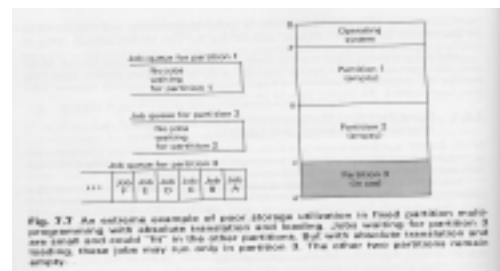 Job queue for partition 1
No jobs
waiting
for partition 1
Job queue for partition 2
No jobs
waiting
for partition 2
Job queue for partition 3
...
Job F
Job E
Job D
Job C
Job B
Job A
Operating
system
Partition 1
(empty)
Partition 2
(empty)
Partition 3
(in use)
Fig. 7.7 An extreme example of poor storage utilization in fixed partition multi-
programming with absolute translation and loading. Jobs waiting for partition 3
are small and could "fit" in the other partitions. But with absolute translation and
loading, these jobs may run only in partition 3. The other two partitions remain
empty.